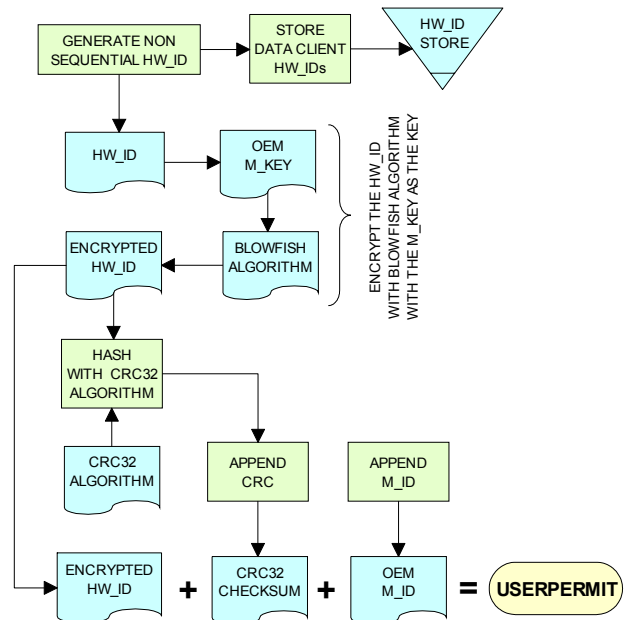 GENERATE NON
SEQUENTIAL HW_ID
STORE
DATA CLIENT
HW_IDs
HW_ID
STORE
HW_ID
OEM
M_KEY
ENCRYPT THE HW_ID
WITH BLOWFISH ALGORITHM
WITH THE M_KEY AS THE KEY
ENCRYPTED
HW_ID
BLOWFISH
ALGORITHM
HASH
WITH CRC32
ALGORITHM
CRC32
ALGORITHM
APPEND
CRC
APPEND
M_ID
ENCRYPTED
HW_ID
+
CRC32
CHECKSUM
+
OEM
M_ID
=
USERPERMIT